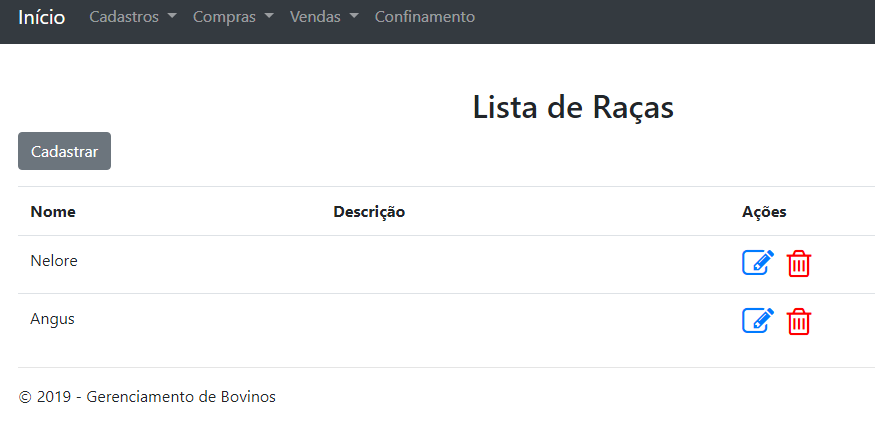 Início Cadastros Compras Vendas Confinamento
Lista de Raças
Cadastrar
Nome Descrição Ações
Nelore
Angus
© 2019 - Gerenciamento de Bovinos